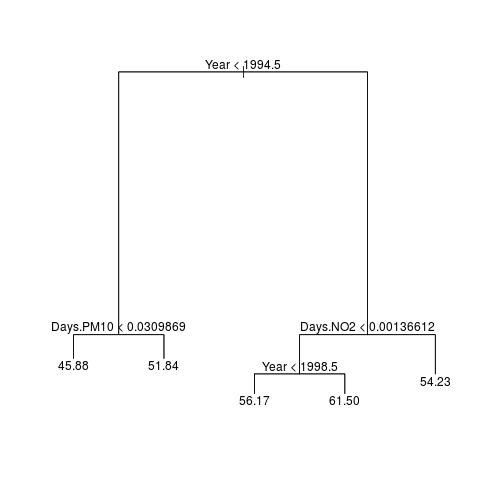 Year < 1994.5
Days.PM10 < 0.0309869
Days.NO2 < 0.00136612
45.88
51.84
Year < 1998.5
54.23
56.17
61.50